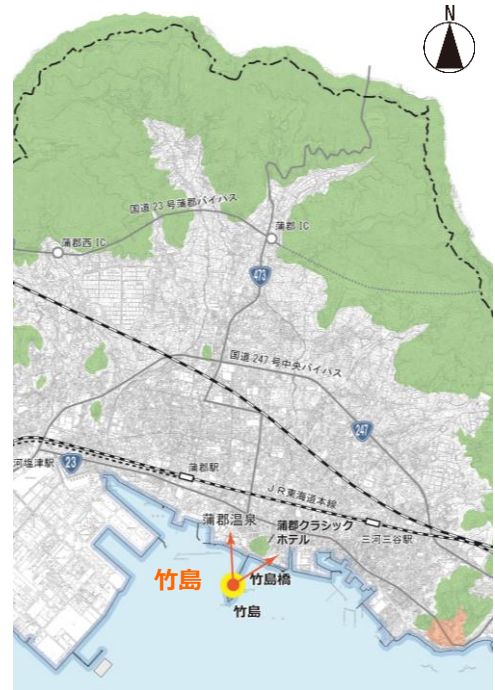 N
国道23号蒲郡バイパス
蒲郡西IC
蒲郡IC
473
国道247号中央バイパス
247
河塩津駅
23
蒲郡駅
JR東海道本線
蒲郡温泉
蒲郡クラシック
ホテル
三河三谷駅
竹島
竹島橋
竹島